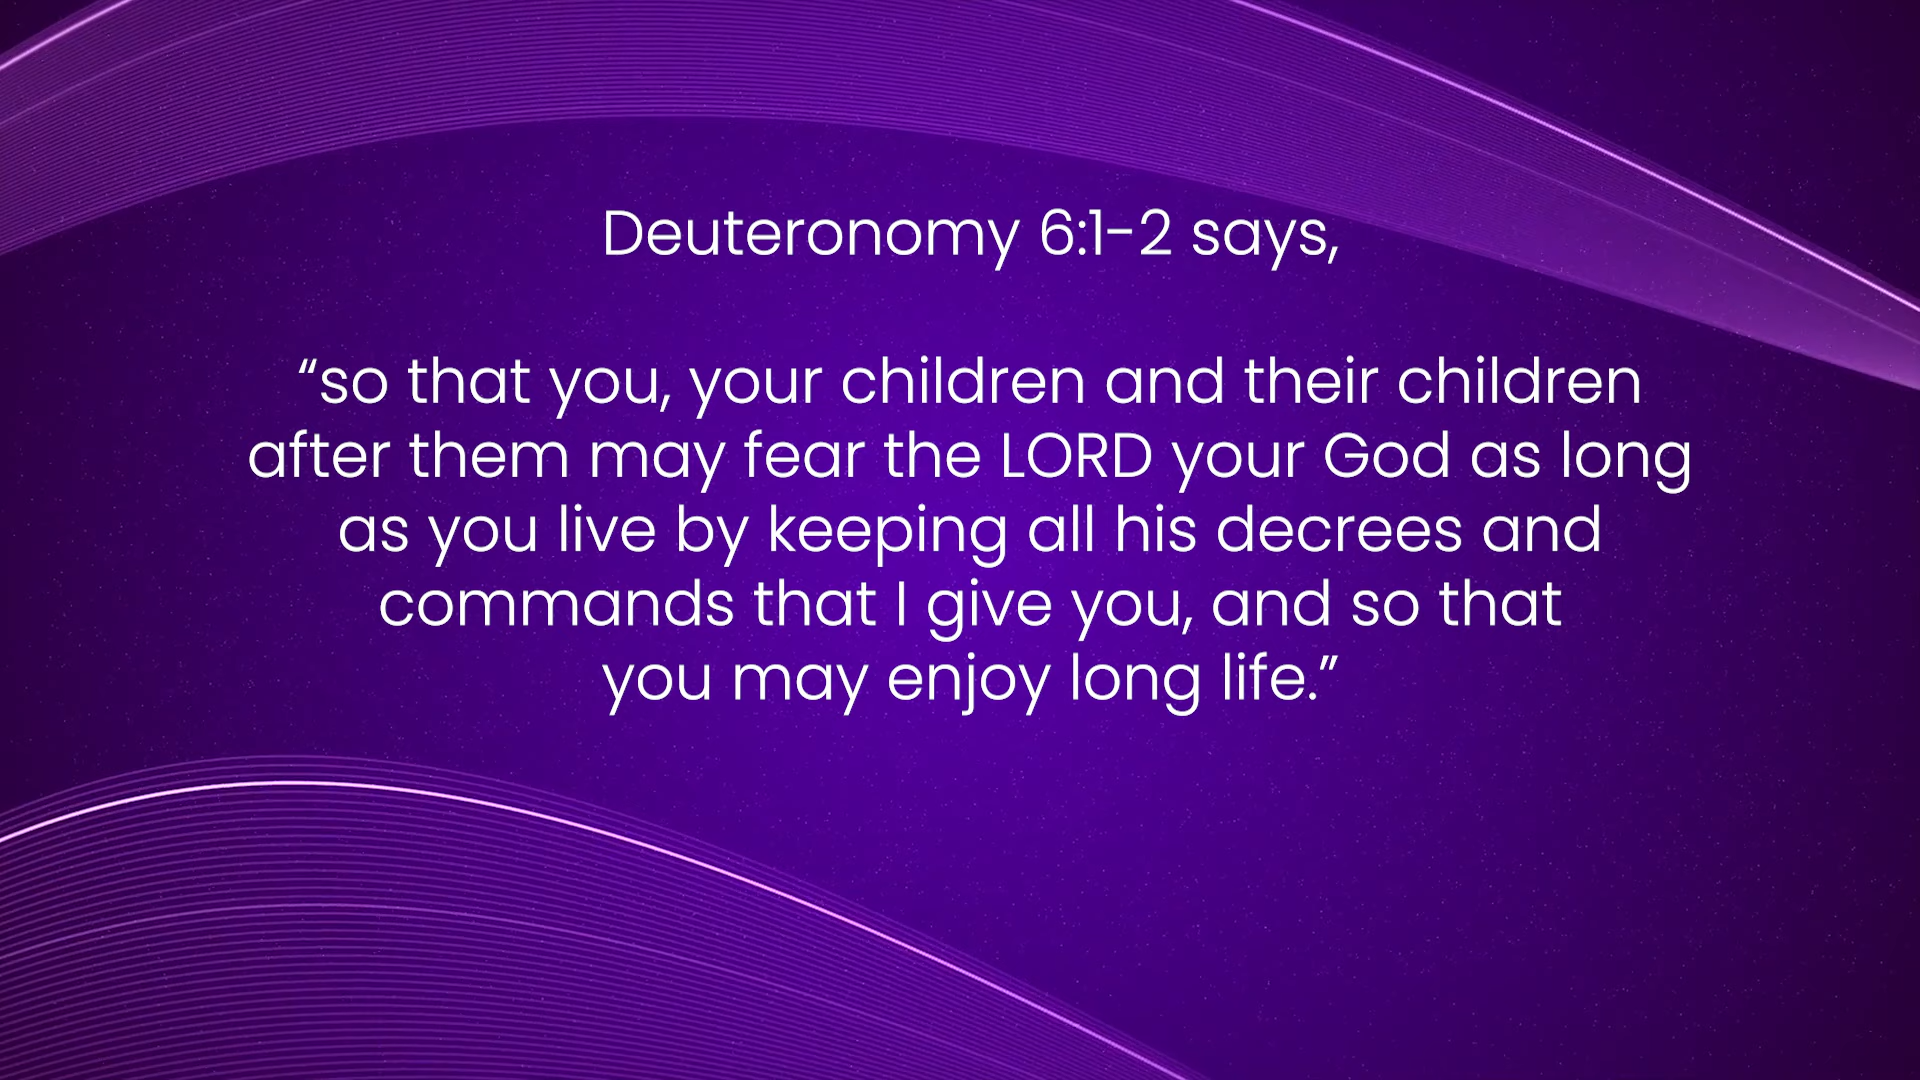 Deuteronomy 6:1-2 says,
“so that you, your children and their children
after them may fear the LORD your God as long
as you live by keeping all his decrees and
commands that I give you, and so that
you may enjoy long life.”